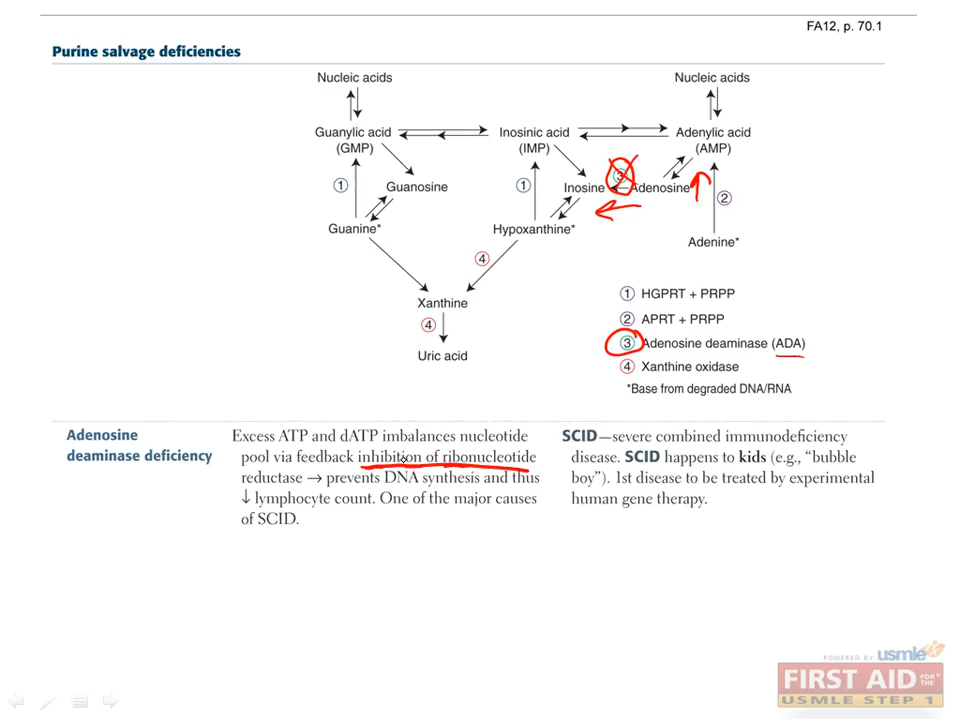 FA12, p. 70.1
Purine salvage deficiencies
Nucleic acids
Nucleic acids
Guanylic acid
(GMP)
Inosinic acid
(IMP)
Adenylic acid
(AMP)
1
Guanosine
1
Inosine
3
Adenosine
2
Guanine*
Hypoxanthine*
Adenine*
4
Xanthine
4
Uric acid
1 HGPRT + PRPP
2 APRT + PRPP
3 Adenosine deaminase (ADA)
4 Xanthine oxidase
*Base from degraded DNA/RNA
Adenosine
deaminase deficiency
Excess ATP and dATP imbalances nucleotide
pool via feedback inhibition of ribonucleotide
reductase → prevents DNA synthesis and thus
↓ lymphocyte count. One of the major causes
of SCID.
SCID—severe combined immunodeficiency
disease. SCID happens to kids (e.g., “bubble
boy”). 1st disease to be treated by experimental
human gene therapy.
POWERED BY usmle
FIRST AID FOR THE
USMLE STEP 1